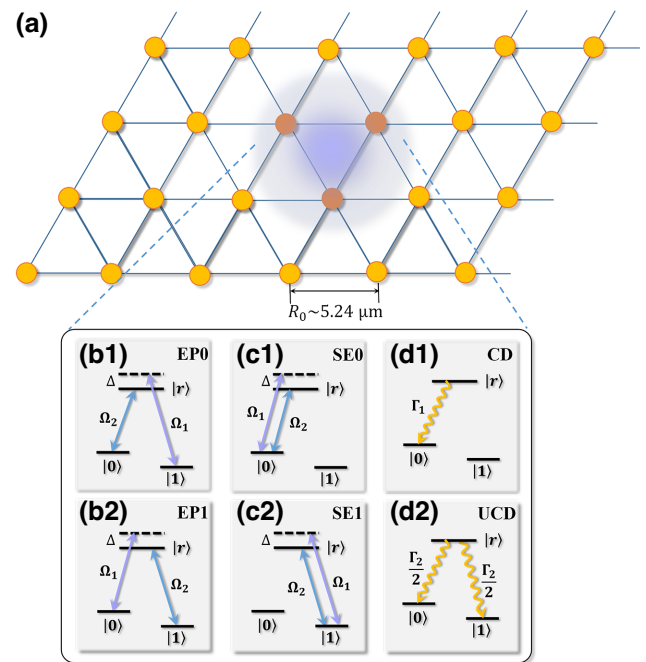 (a)
R₀~5.24 μm
(b1) EP0
Δ
|r⟩
Ω₂
Ω₁
|0⟩
|1⟩
(c1) SE0
Δ
|r⟩
Ω₁
Ω₂
|0⟩
|1⟩
(d1) CD
|r⟩
Γ₁
|0⟩
|1⟩
(b2) EP1
Δ
|r⟩
Ω₁
Ω₂
|0⟩
|1⟩
(c2) SE1
Δ
|r⟩
Ω₂
Ω₁
|0⟩
|1⟩
(d2) UCD
|r⟩
Γ₂/2
Γ₂/2
|0⟩
|1⟩